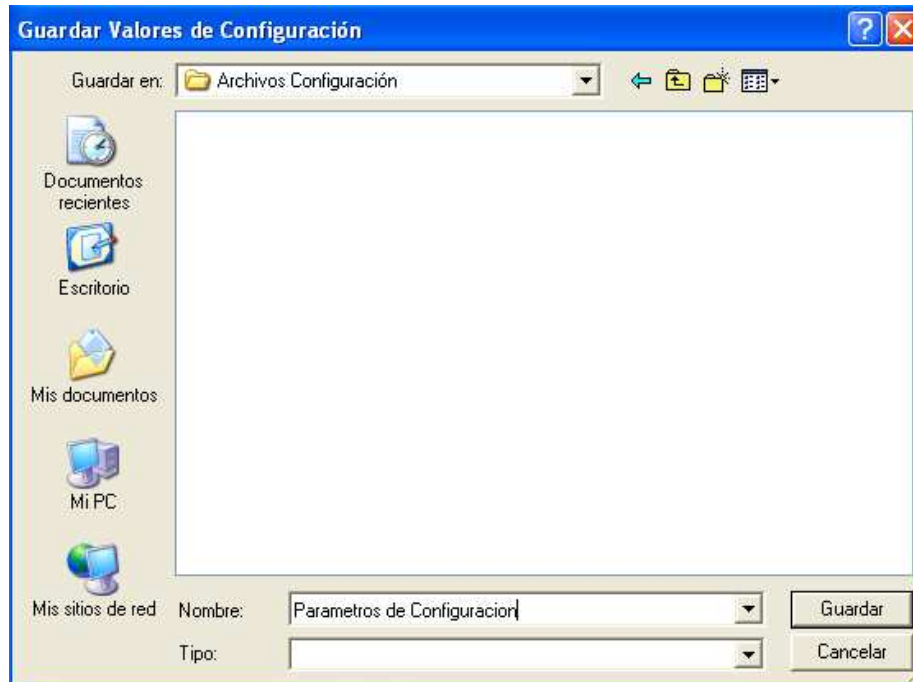 Guardar Valores de Configuración
Guardar en:
Archivos Configuración
Documentos
recientes
Escritorio
Mis documentos
Mi PC
Mis sitios de red
Nombre:
Parametros de Configuracion
Guardar
Tipo:
Cancelar